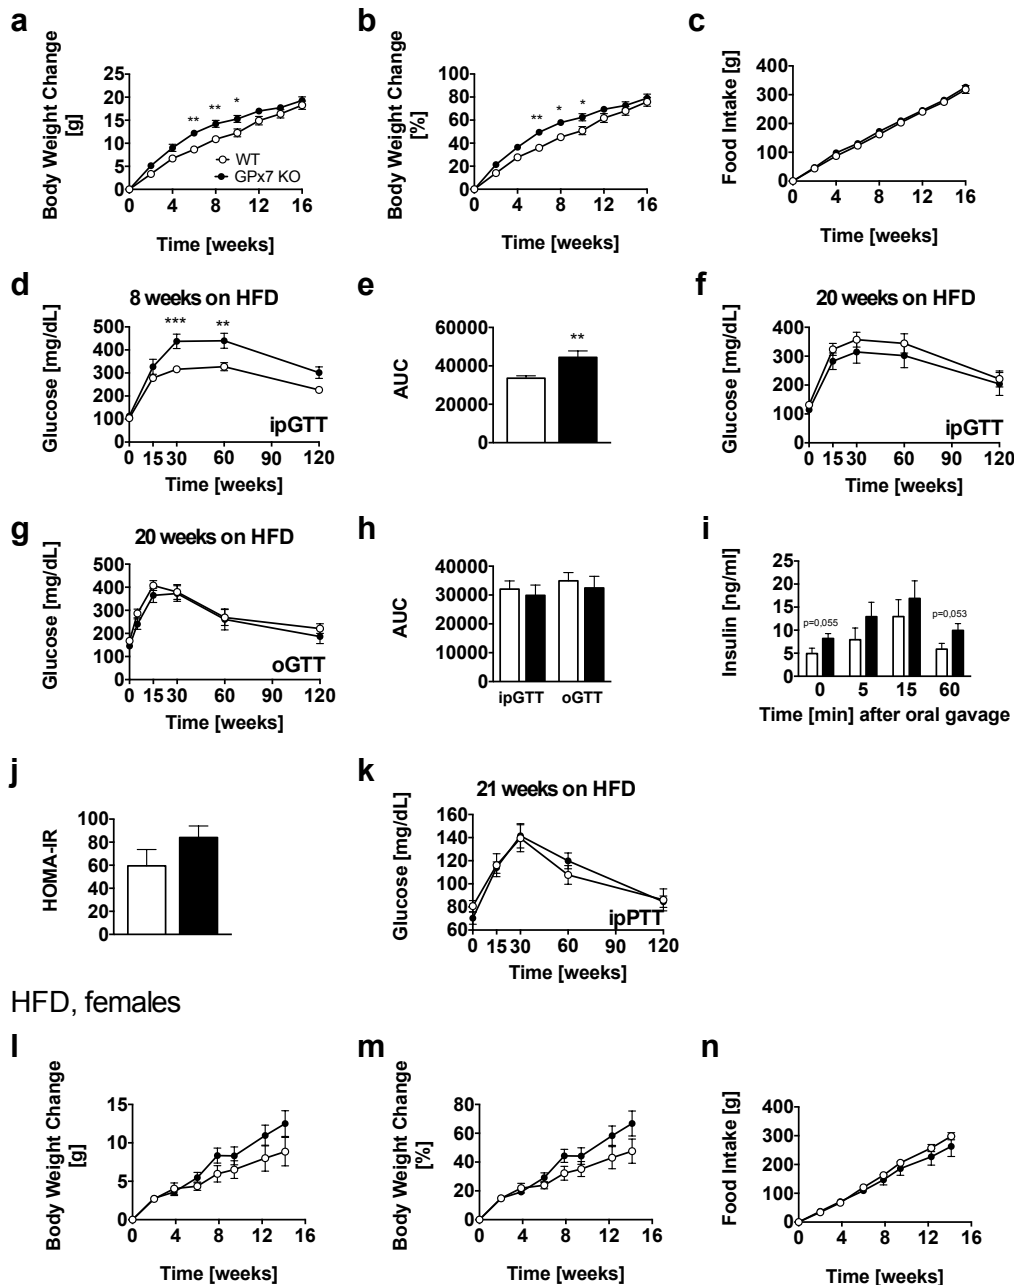 a
Body Weight Change
[g]
25
20
15
10
5
0
**
**
*
WT
GPx7 KO
0 4 8 12 16
Time [weeks]
b
Body Weight Change
[%]
100
80
60
40
20
0
**
*
*
0 4 8 12 16
Time [weeks]
c
Food Intake [g]
400
300
200
100
0
0 4 8 12 16
Time [weeks]
d
8 weeks on HFD
Glucose [mg/dL]
500
400
300
200
100
0
***
**
ipGTT
0 15 30 60 90 120
Time [weeks]
e
AUC
60000
40000
20000
0
**
f
20 weeks on HFD
Glucose [mg/dL]
400
300
200
100
0
ipGTT
0 15 30 60 90 120
Time [weeks]
g
20 weeks on HFD
Glucose [mg/dL]
500
400
300
200
100
0
oGTT
0 15 30 60 90 120
Time [weeks]
h
AUC
40000
30000
20000
10000
0
ipGTT oGTT
i
Insulin [ng/ml]
25
20
15
10
5
0
p=0,055
p=0,053
0 5 15 60
Time [min] after oral gavage
j
HOMA-IR
100
80
60
40
20
0
k
21 weeks on HFD
Glucose [mg/dL]
160
140
120
100
80
60
ipPTT
0 15 30 60 90 120
Time [weeks]
HFD, females
l
Body Weight Change
[g]
15
10
5
0
0 4 8 12 16
Time [weeks]
m
Body Weight Change
[%]
80
60
40
20
0
0 4 8 12 16
Time [weeks]
n
Food Intake [g]
400
300
200
100
0
0 4 8 12 16
Time [weeks]